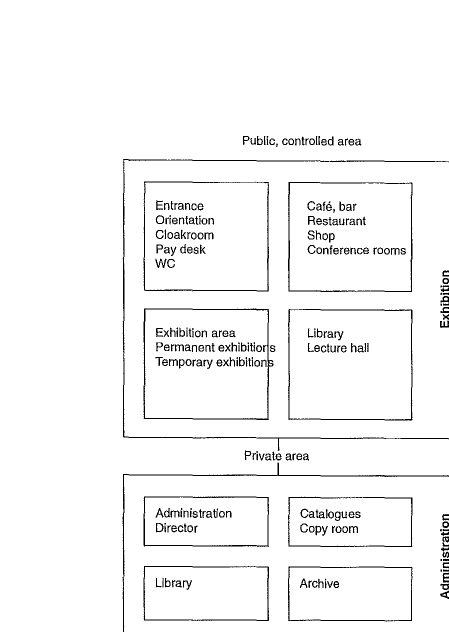 Public, controlled area
Entrance
Orientation
Cloakroom
Pay desk
WC
Café, bar
Restaurant
Shop
Conference rooms
Exhibition
Exhibition area
Permanent exhibitions
Temporary exhibitions
Library
Lecture hall
Private area
Administration
Director
Catalogues
Copy room
Administration
Library
Archive